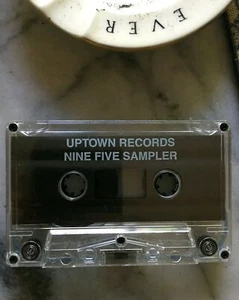 EVER
UPTOWN RECORDS
NINE FIVE SAMPLER